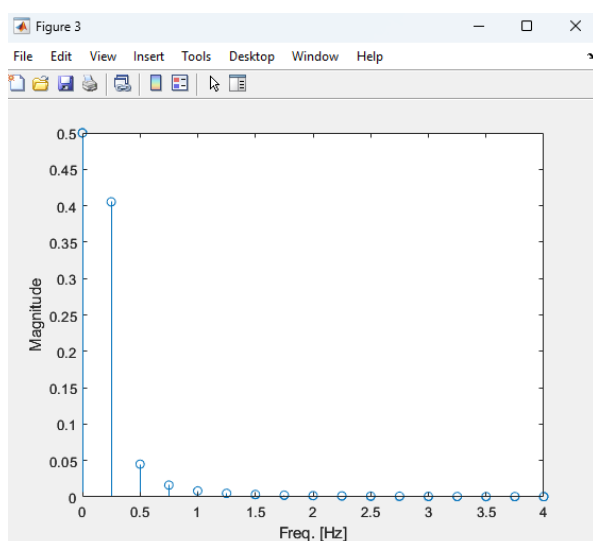 Figure 3
File Edit View Insert Tools Desktop Window Help
0.5
0.45
0.4
0.35
0.3
0.25
0.2
0.15
0.1
0.05
0
Magnitude
0 0.5 1 1.5 2 2.5 3 3.5 4
Freq. [Hz]